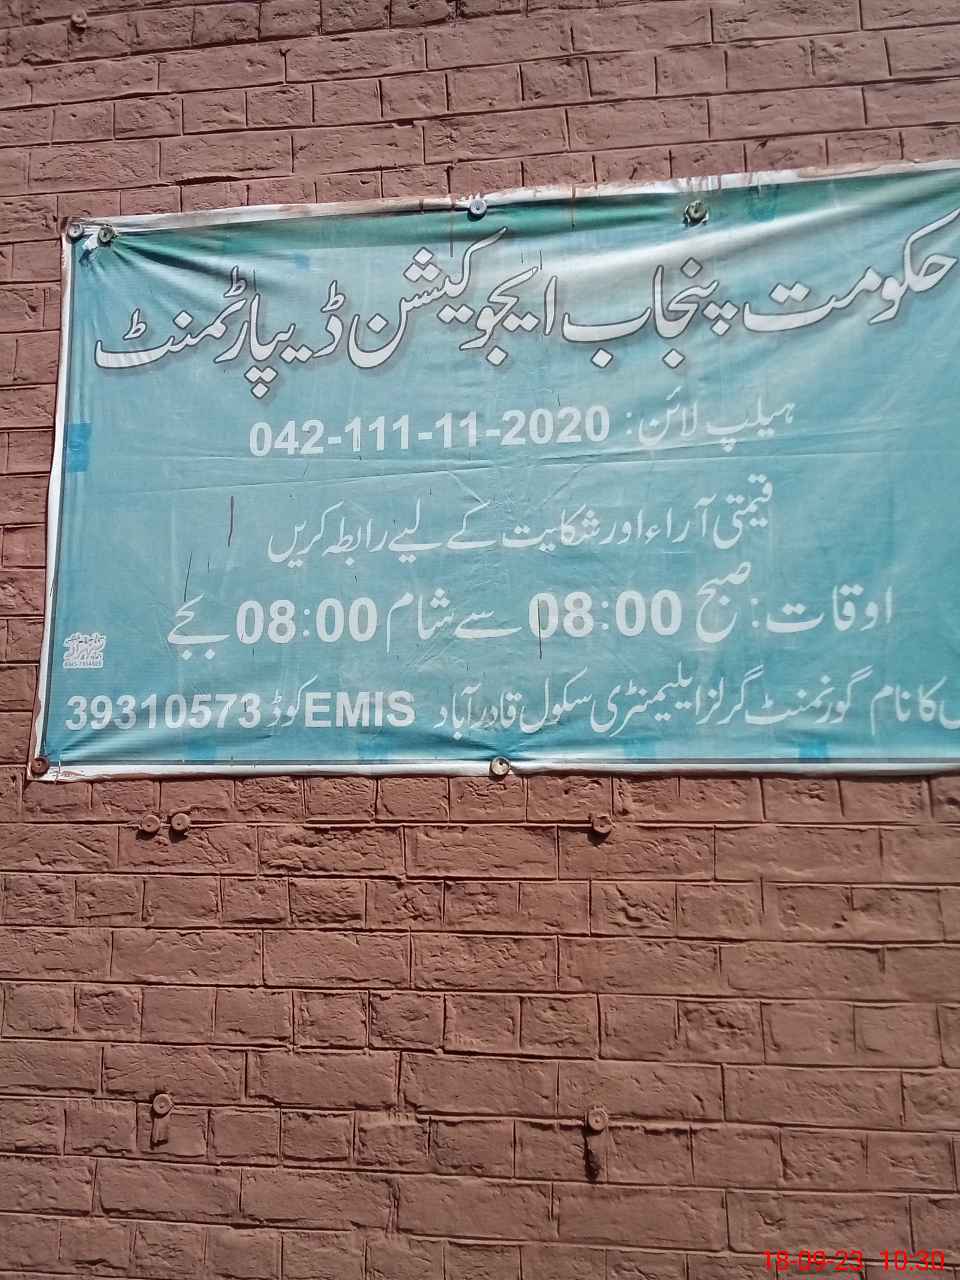 حکومت پنجاب ایجوکیشن ڈیپارٹمنٹ
ہیلپ لائن: 042-111-11-2020
قیمتی آراء اور شکایت کے لیے رابطہ کریں
اوقات: صبح 08:00 سے شام 08:00 بجے
کا نام گورنمنٹ گرلز ایلیمنٹری سکول قادر آباد EMIS کوڈ 39310573
18-09-23 10:30